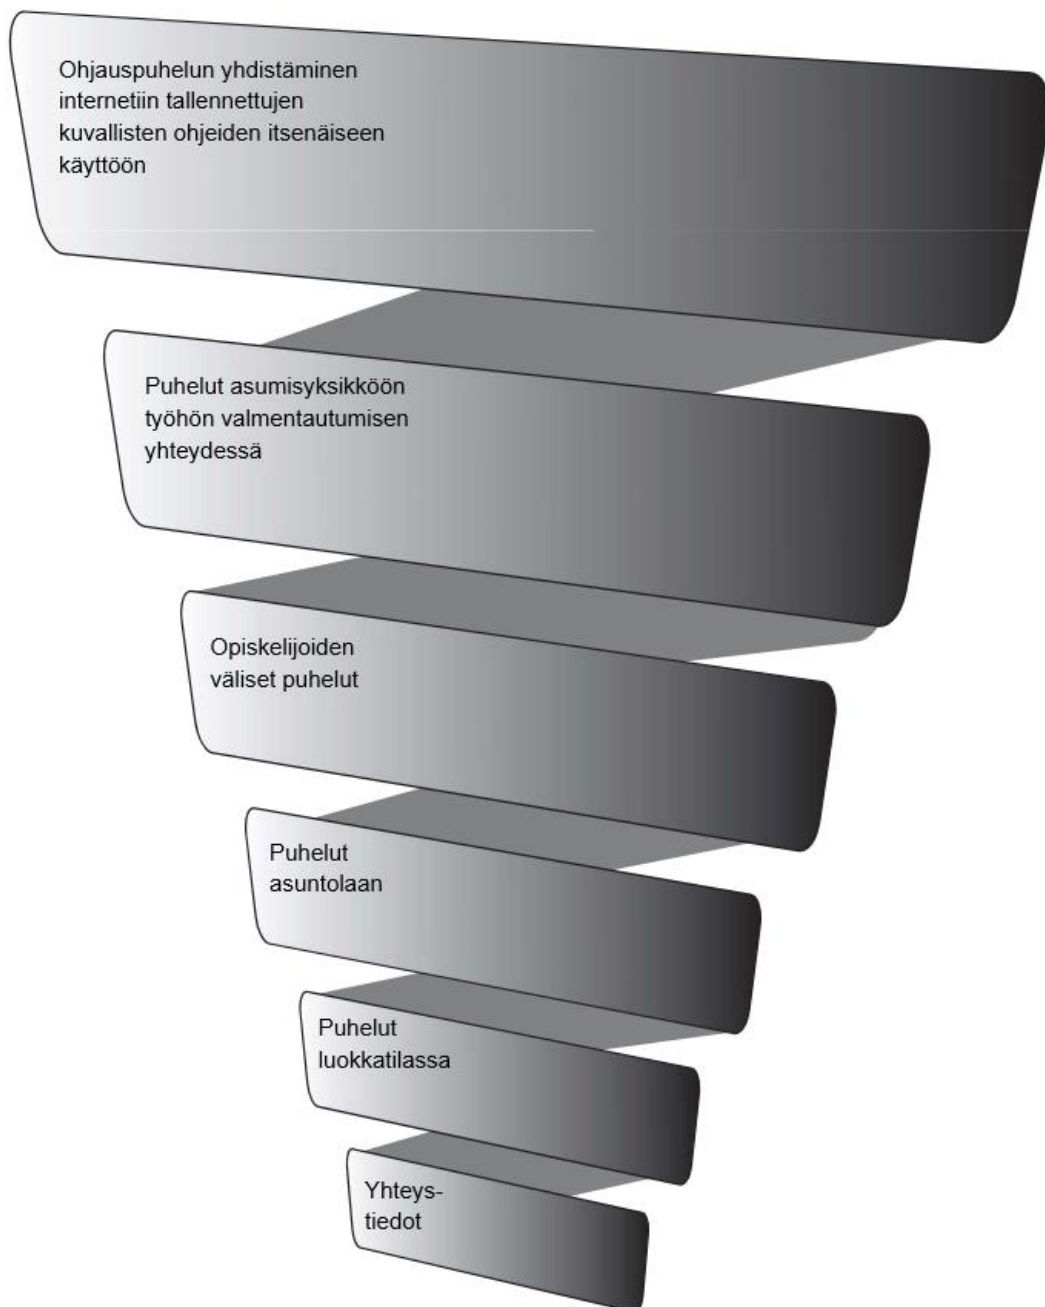 Ohjauspuhelun yhdistäminen
internetiin tallennettujen
kuvallisten ohjeiden itsenäiseen
käyttöön
Puhelut asumisyksikköön
työhön valmentautumisen
yhteydessä
Opiskelijoiden
väliset puhelut
Puhelut
asuntolaan
Puhelut
luokkatilassa
Yhteys-
tiedot